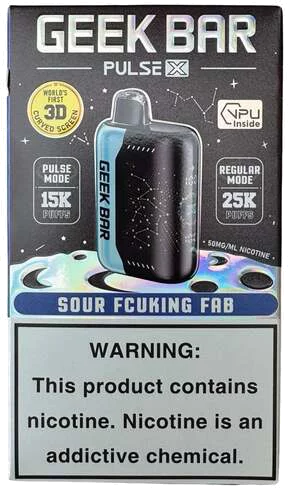 GEEK BAR
PULSE X
WORLD'S
FIRST
3D
CURVED SCREEN
VPU
Inside
PULSE
MODE
15K
PUFFS
GEEK BAR
REGULAR
MODE
25K
PUFFS
50MG/ML NICOTINE
SOUR FCUKING FAB
WARNING:
This product contains
nicotine. Nicotine is an
addictive chemical.